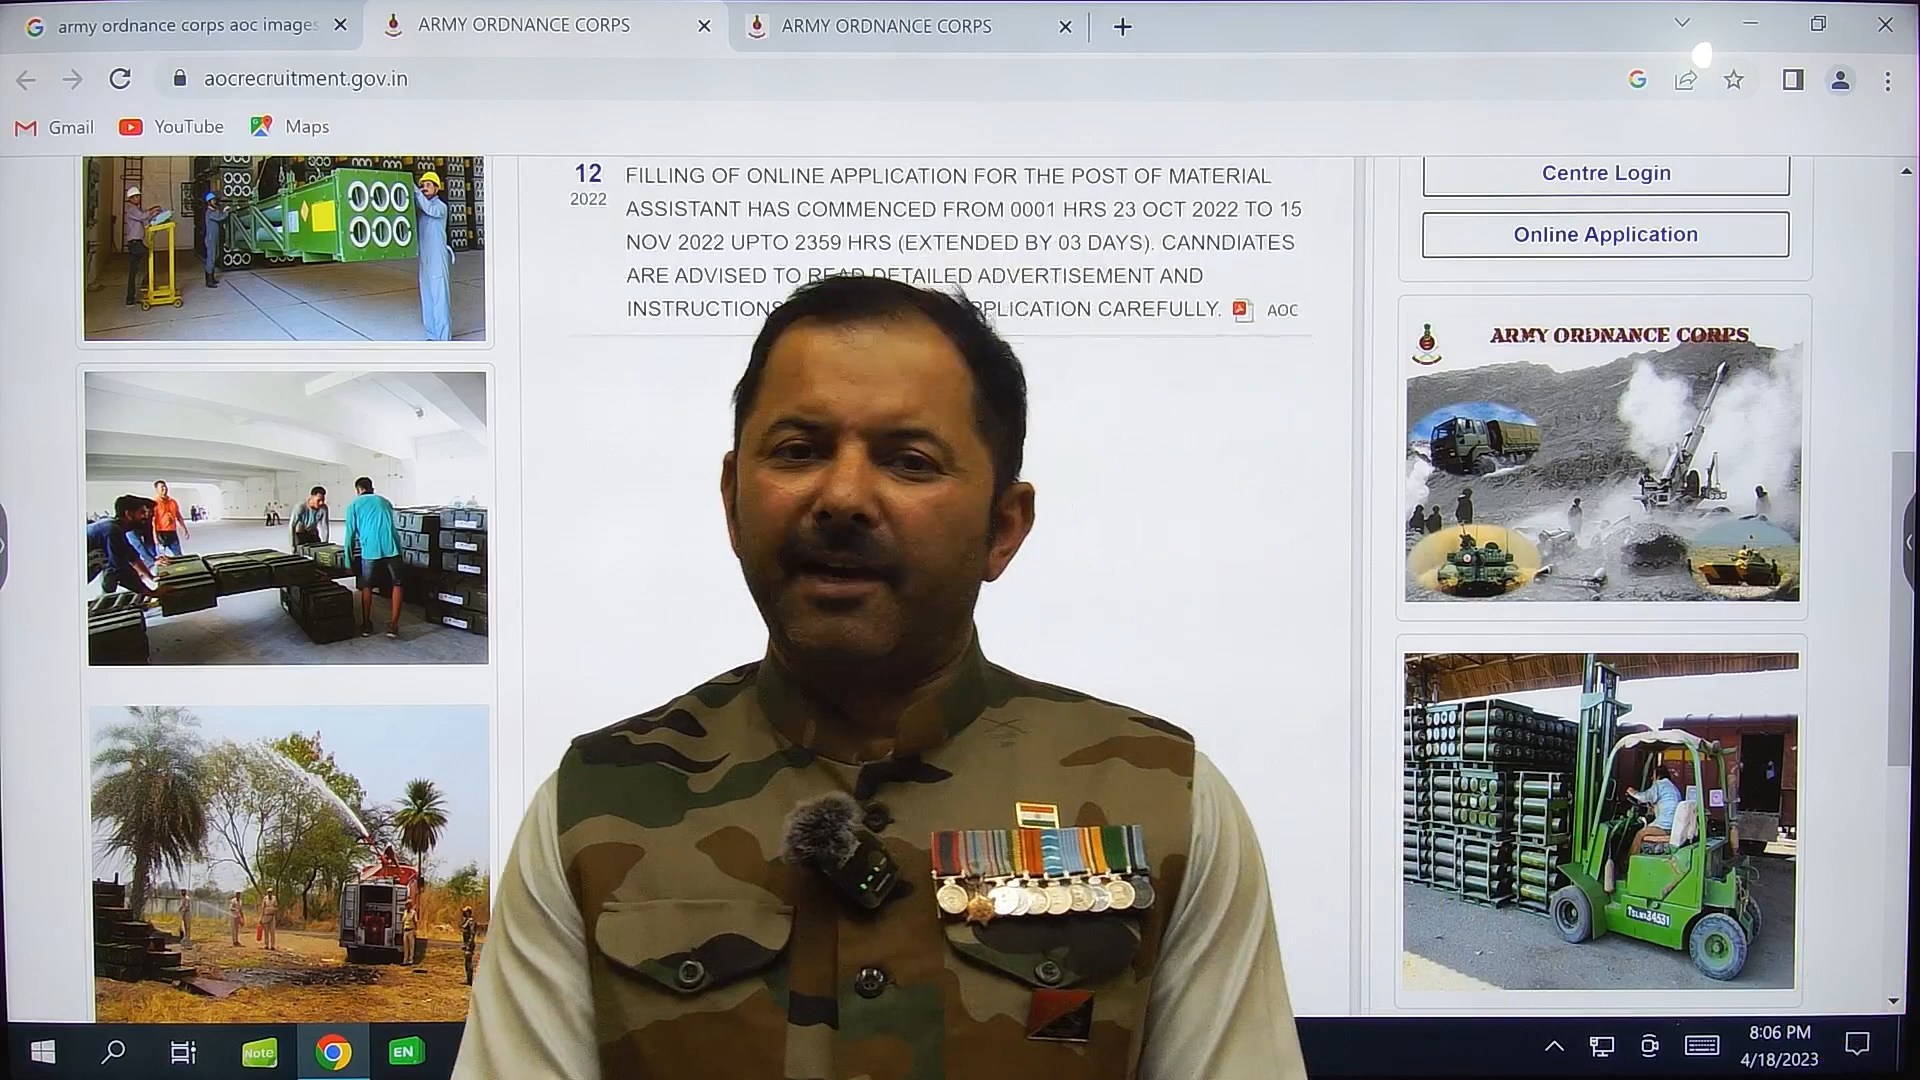 army ordnance corps aoc images
ARMY ORDNANCE CORPS
ARMY ORDNANCE CORPS
aocrecruitment.gov.in
Gmail
YouTube
Maps
12
2022
FILLING OF ONLINE APPLICATION FOR THE POST OF MATERIAL
ASSISTANT HAS COMMENCED FROM 0001 HRS 23 OCT 2022 TO 15
NOV 2022 UPTO 2359 HRS (EXTENDED BY 03 DAYS). CANNDIATES
ARE ADVISED TO READ DETAILED ADVERTISEMENT AND
INSTRUCTIONS PLICATION CAREFULLY. AOC
Centre Login
Online Application
ARMY ORDNANCE CORPS
Note
EN
8:06 PM
4/18/2023